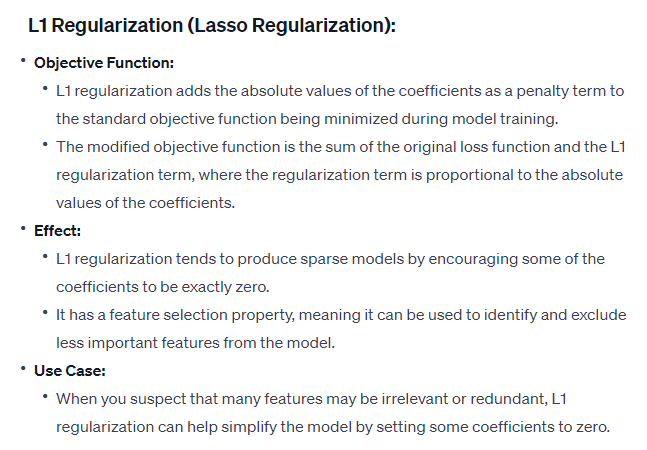 L1 Regularization (Lasso Regularization):
• Objective Function:
• L1 regularization adds the absolute values of the coefficients as a penalty term to
the standard objective function being minimized during model training.
• The modified objective function is the sum of the original loss function and the L1
regularization term, where the regularization term is proportional to the absolute
values of the coefficients.
• Effect:
• L1 regularization tends to produce sparse models by encouraging some of the
coefficients to be exactly zero.
• It has a feature selection property, meaning it can be used to identify and exclude
less important features from the model.
• Use Case:
• When you suspect that many features may be irrelevant or redundant, L1
regularization can help simplify the model by setting some coefficients to zero.